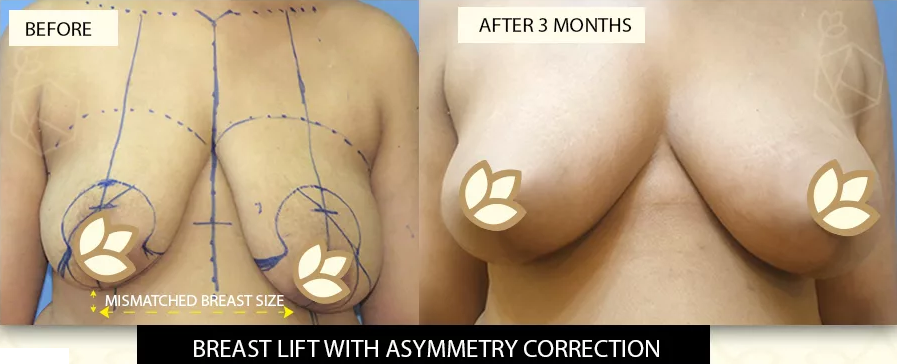 BEFORE
AFTER 3 MONTHS
MISMATCHED BREAST SIZE
BREAST LIFT WITH ASYMMETRY CORRECTION